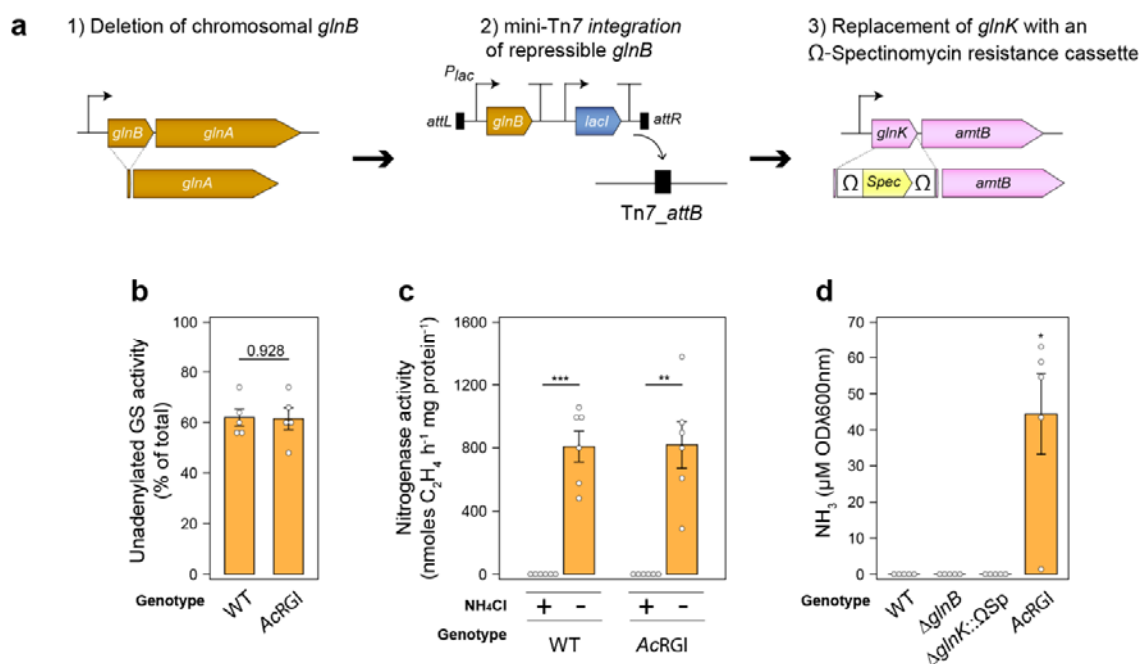 a
1) Deletion of chromosomal glnB
glnB
glnA
glnA
2) mini-Tn7 integration
of repressible glnB
Plac
attL
glnB
lacI
attR
Tn7_attB
3) Replacement of glnK with an
Ω-Spectinomycin resistance cassette
glnK
amtB
Ω
Spec
Ω
amtB
b
Unadenylated GS activity
(% of total)
100
80
60
40
20
0
0.928
Genotype
WT
AcRGI
c
Nitrogenase activity
(nmoles C₂H₄ h⁻¹ mg protein⁻¹)
1600
1200
800
400
0
***
**
NH₄Cl
+
−
+
−
Genotype
WT
AcRGI
d
NH₃ (µM ODλ600nm)
70
60
50
40
30
20
10
0
*
Genotype
WT
ΔglnB
ΔglnK::ΩSp
AcRGI